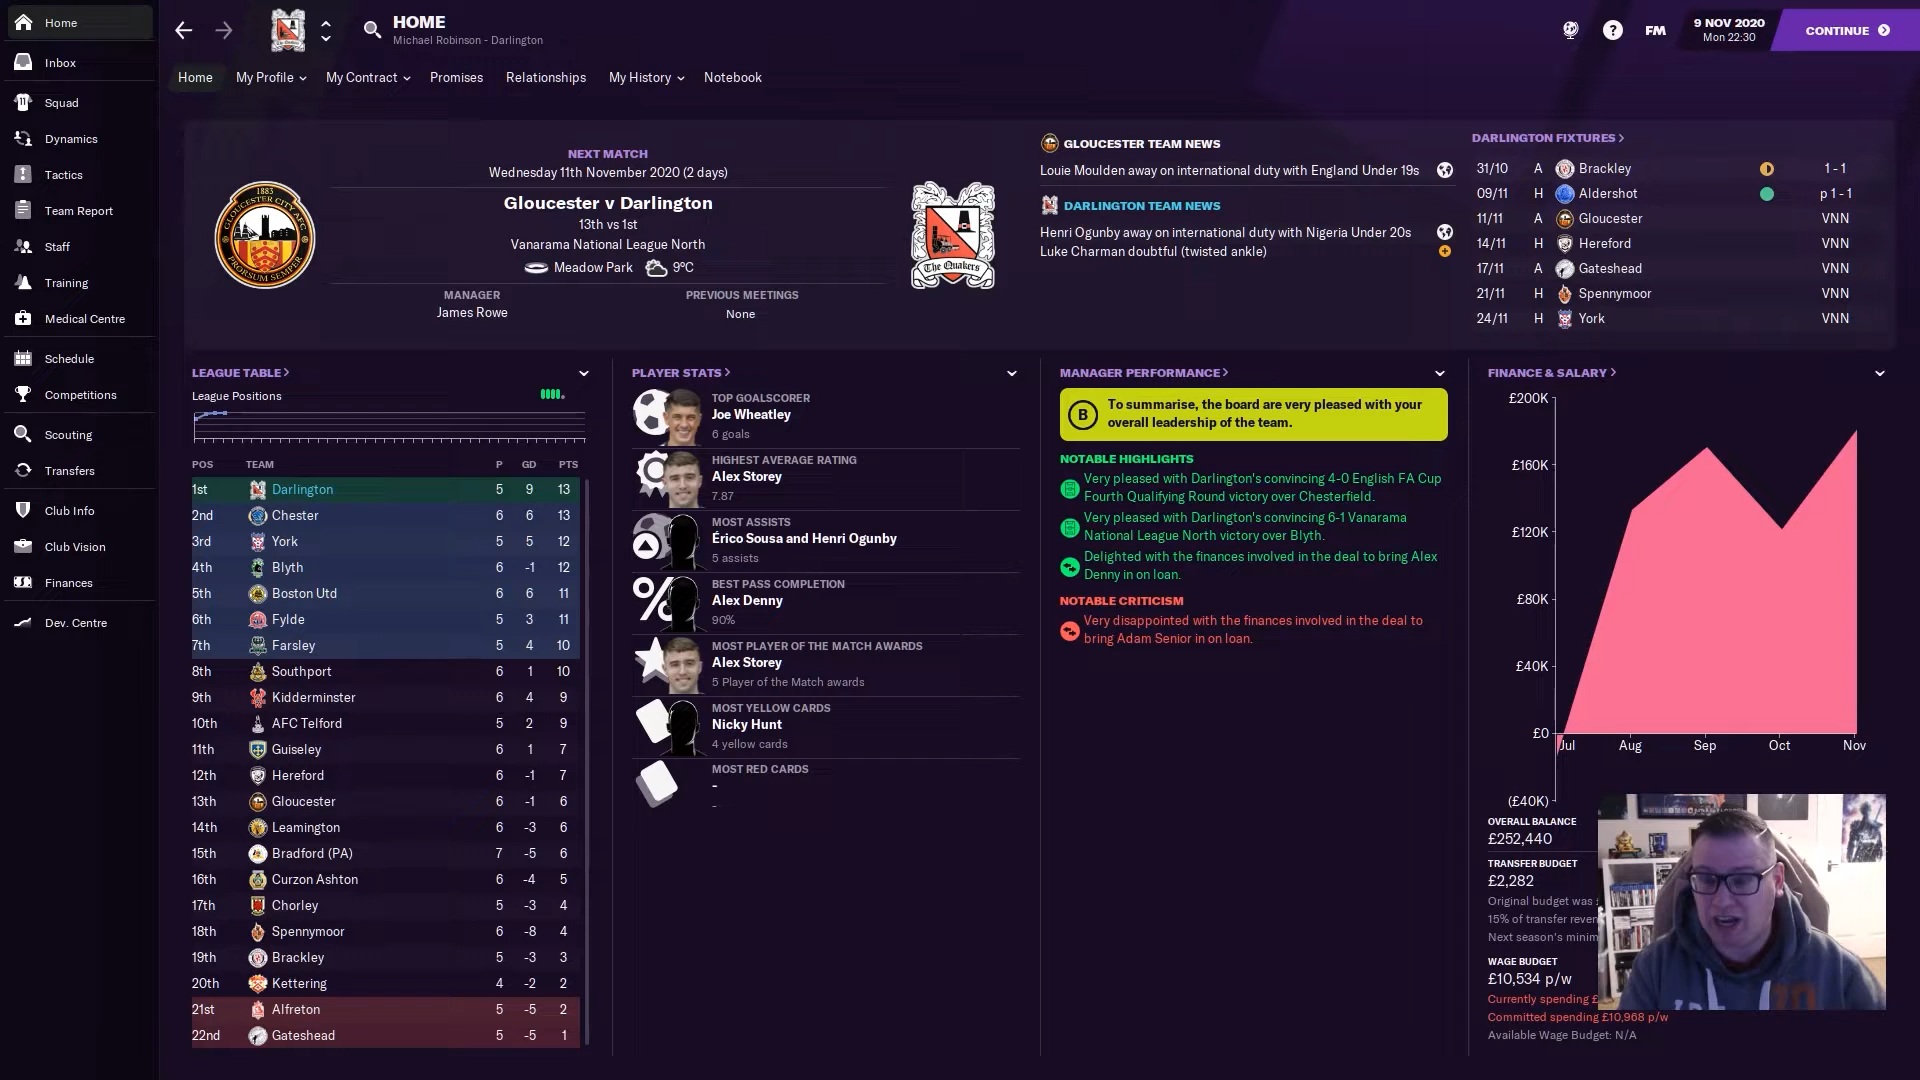 Home
Inbox
Squad
Dynamics
Tactics
Team Report
Staff
Training
Medical Centre
Schedule
Competitions
Scouting
Transfers
Club Info
Club Vision
Finances
Dev. Centre
HOME
Michael Robinson - Darlington
FM
9 NOV 2020
Mon 22:30
CONTINUE
Home My Profile My Contract Promises Relationships My History Notebook
NEXT MATCH
Wednesday 11th November 2020 (2 days)
Gloucester v Darlington
13th vs 1st
Vanarama National League North
Meadow Park 9°C
MANAGER
James Rowe
PREVIOUS MEETINGS
None
1883
GLOUCESTER CITY AFC
PRORSUM SEMPER
The Quakers
GLOUCESTER TEAM NEWS
Louie Moulden away on international duty with England Under 19s
DARLINGTON TEAM NEWS
Henri Ogunby away on international duty with Nigeria Under 20s
Luke Charman doubtful (twisted ankle)
DARLINGTON FIXTURES
31/10 A Brackley 1 - 1
09/11 H Aldershot p 1 - 1
11/11 A Gloucester VNN
14/11 H Hereford VNN
17/11 A Gateshead VNN
21/11 H Spennymoor VNN
24/11 H York VNN
LEAGUE TABLE
League Positions
POS TEAM P GD PTS
1st Darlington 5 9 13
2nd Chester 6 6 13
3rd York 5 5 12
4th Blyth 6 -1 12
5th Boston Utd 6 6 11
6th Fylde 5 3 11
7th Farsley 5 4 10
8th Southport 6 1 10
9th Kidderminster 6 4 9
10th AFC Telford 5 2 9
11th Guiseley 6 1 7
12th Hereford 6 -1 7
13th Gloucester 6 -1 6
14th Leamington 6 -3 6
15th Bradford (PA) 7 -5 6
16th Curzon Ashton 6 -4 5
17th Chorley 5 -3 4
18th Spennymoor 6 -8 4
19th Brackley 5 -3 3
20th Kettering 4 -2 2
21st Alfreton 5 -5 2
22nd Gateshead 5 -5 1
PLAYER STATS
TOP GOALSCORER
Joe Wheatley
6 goals
HIGHEST AVERAGE RATING
Alex Storey
7.87
MOST ASSISTS
Érico Sousa and Henri Ogunby
5 assists
BEST PASS COMPLETION
Alex Denny
90%
MOST PLAYER OF THE MATCH AWARDS
Alex Storey
5 Player of the Match awards
MOST YELLOW CARDS
Nicky Hunt
4 yellow cards
MOST RED CARDS
-
-
MANAGER PERFORMANCE
B
To summarise, the board are very pleased with your
overall leadership of the team.
NOTABLE HIGHLIGHTS
Very pleased with Darlington's convincing 4-0 English FA Cup
Fourth Qualifying Round victory over Chesterfield.
Very pleased with Darlington's convincing 6-1 Vanarama
National League North victory over Blyth.
Delighted with the finances involved in the deal to bring Alex
Denny in on loan.
NOTABLE CRITICISM
Very disappointed with the finances involved in the deal to
bring Adam Senior in on loan.
FINANCE & SALARY
£200K
£160K
£120K
£80K
£40K
£0
(£40K)
Jul Aug Sep Oct Nov
OVERALL BALANCE
£252,440
TRANSFER BUDGET
£2,282
Original budget was
15% of transfer reven
Next season's minim
WAGE BUDGET
£10,534 p/w
Currently spending £
Committed spending £10,968 p/w
Available Wage Budget: N/A